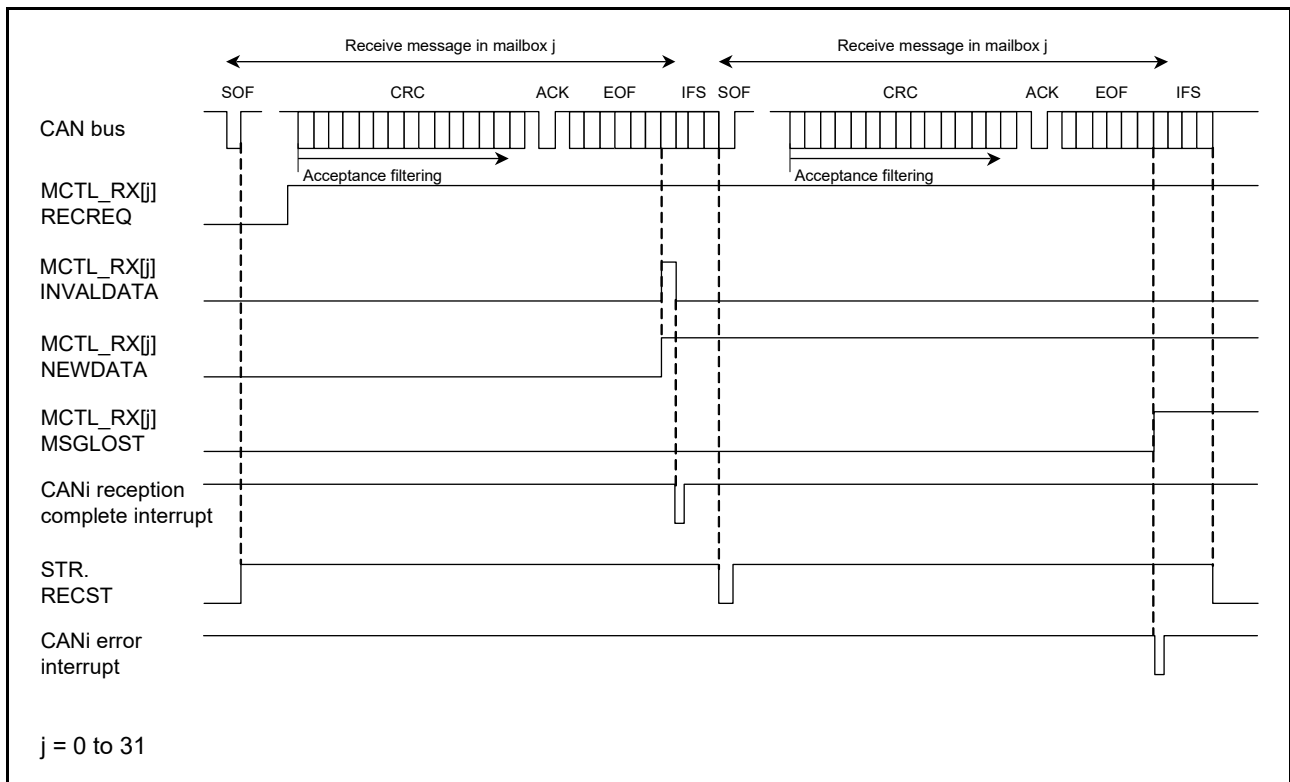 Receive message in mailbox j
Receive message in mailbox j
SOF CRC ACK EOF IFS SOF CRC ACK EOF IFS
CAN bus
Acceptance filtering
Acceptance filtering
MCTL_RX[j]
RECREQ
MCTL_RX[j]
INVALDATA
MCTL_RX[j]
NEWDATA
MCTL_RX[j]
MSGLOST
CANi reception
complete interrupt
STR.
RECST
CANi error
interrupt
j = 0 to 31